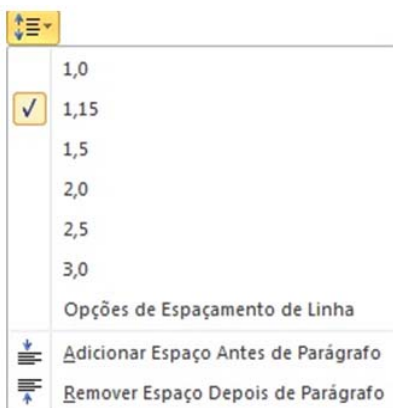 1,0
1,15
1,5
2,0
2,5
3,0
Opções de Espaçamento de Linha
Adicionar Espaço Antes de Parágrafo
Remover Espaço Depois de Parágrafo